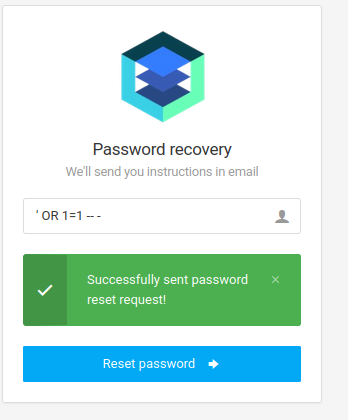 Password recovery
We'll send you instructions in email
' OR 1=1 -- -
Successfully sent password
reset request!
×
Reset password